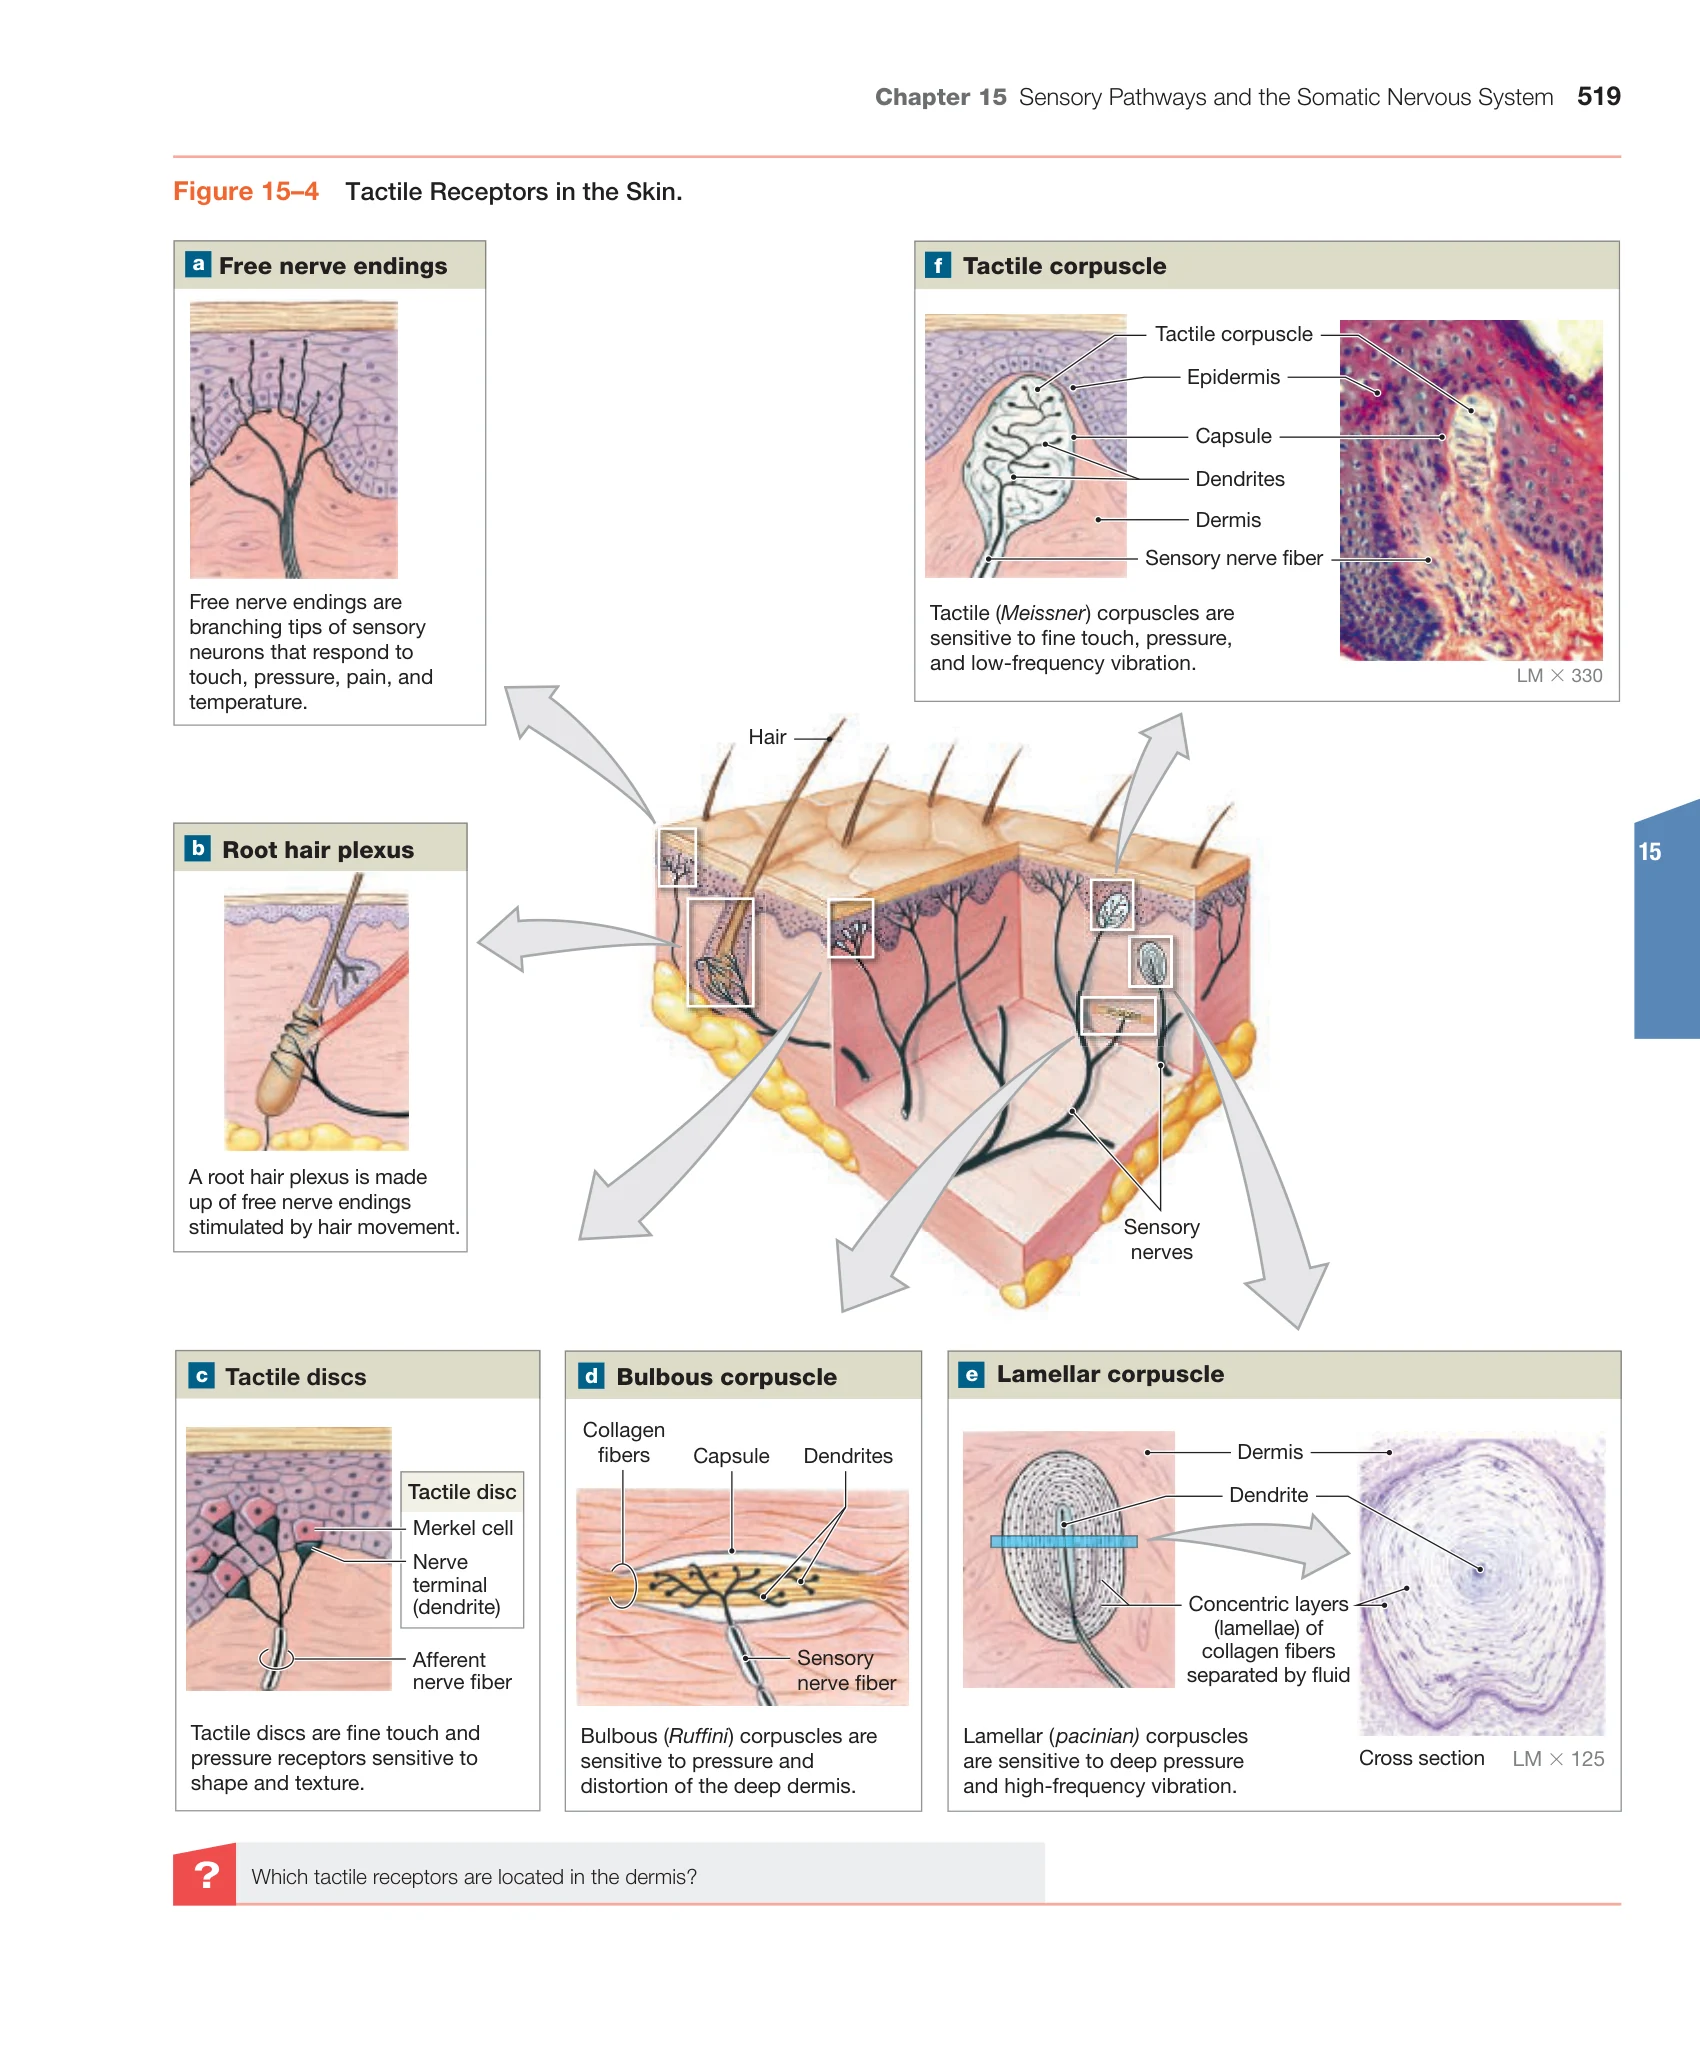 Chapter 15 Sensory Pathways and the Somatic Nervous System 519
Figure 15–4 Tactile Receptors in the Skin.
a Free nerve endings
Free nerve endings are
branching tips of sensory
neurons that respond to
touch, pressure, pain, and
temperature.
f Tactile corpuscle
Tactile corpuscle
Epidermis
Capsule
Dendrites
Dermis
Sensory nerve fiber
Tactile (Meissner) corpuscles are
sensitive to fine touch, pressure,
and low-frequency vibration.
LM × 330
Hair
Sensory
nerves
15
b Root hair plexus
A root hair plexus is made
up of free nerve endings
stimulated by hair movement.
c Tactile discs
Tactile disc
Merkel cell
Nerve
terminal
(dendrite)
Afferent
nerve fiber
Tactile discs are fine touch and
pressure receptors sensitive to
shape and texture.
d Bulbous corpuscle
Collagen
fibers
Capsule
Dendrites
Sensory
nerve fiber
Bulbous (Ruffini) corpuscles are
sensitive to pressure and
distortion of the deep dermis.
e Lamellar corpuscle
Dermis
Dendrite
Concentric layers
(lamellae) of
collagen fibers
separated by fluid
Lamellar (pacinian) corpuscles
are sensitive to deep pressure
and high-frequency vibration.
Cross section LM × 125
? Which tactile receptors are located in the dermis?